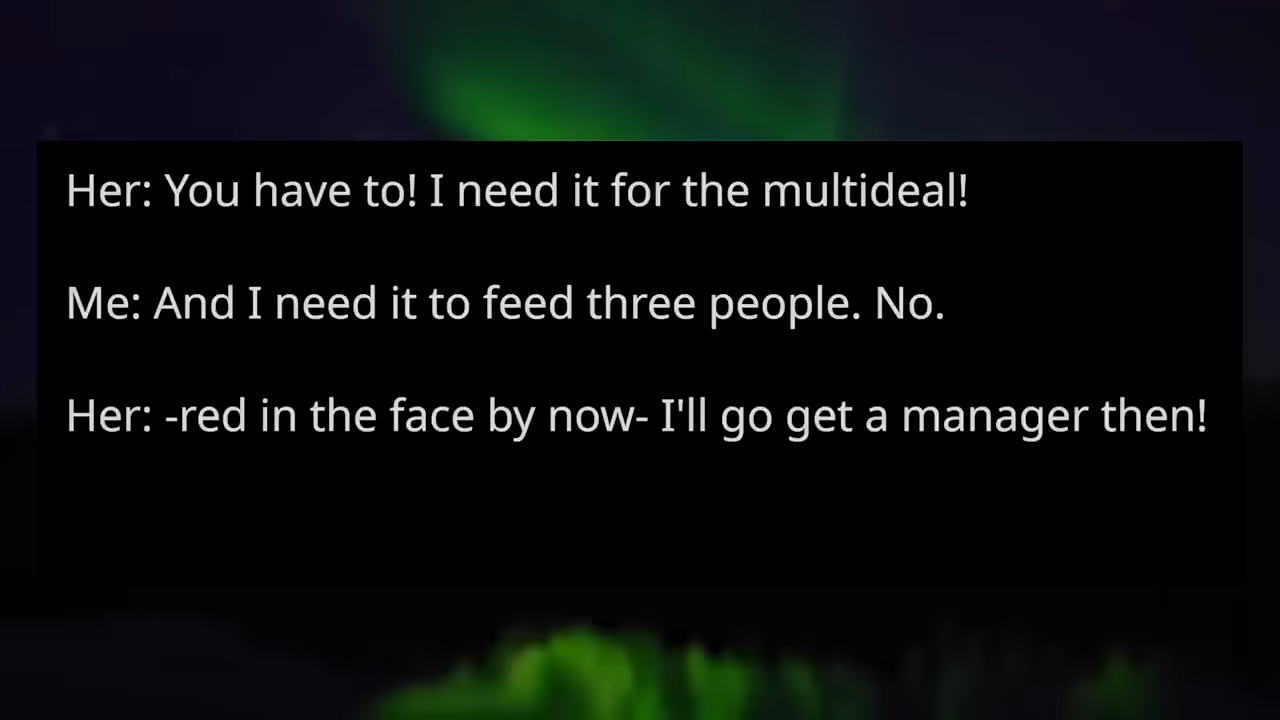 Her: You have to! I need it for the multideal!
Me: And I need it to feed three people. No.
Her: -red in the face by now- I'll go get a manager then!